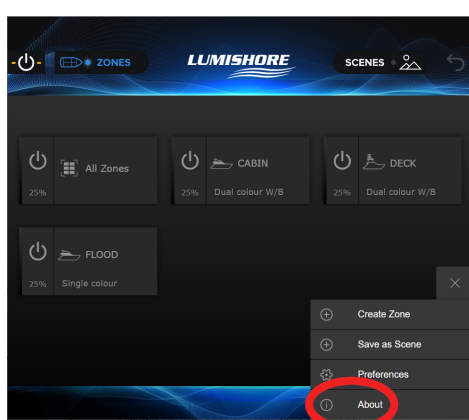 ZONES LUMISHORE SCENES
All Zones CABIN DECK
25% 25% Dual colour W/B 25% Dual colour W/B
FLOOD
25% Single colour
Create Zone
Save as Scene
Preferences
About